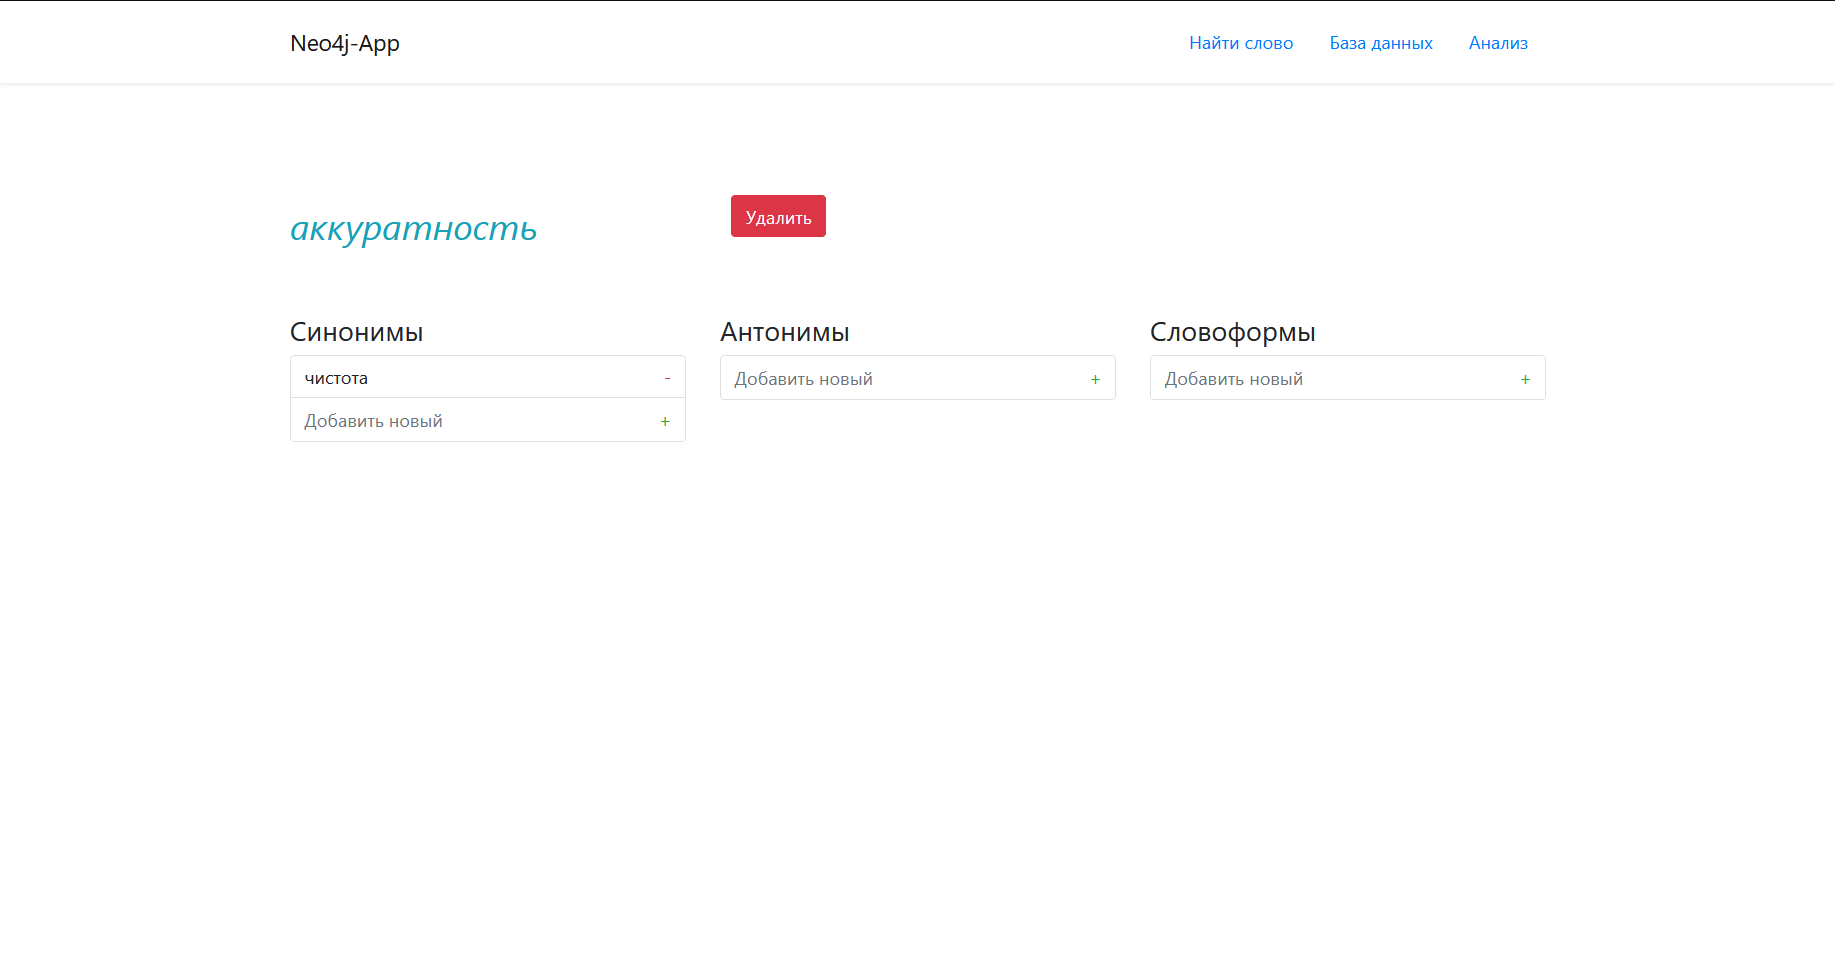 Neo4j-App
Найти слово
База данных
Анализ
аккуратность
Удалить
Синонимы
чистота -
Добавить новый +
Антонимы
Добавить новый +
Словоформы
Добавить новый +